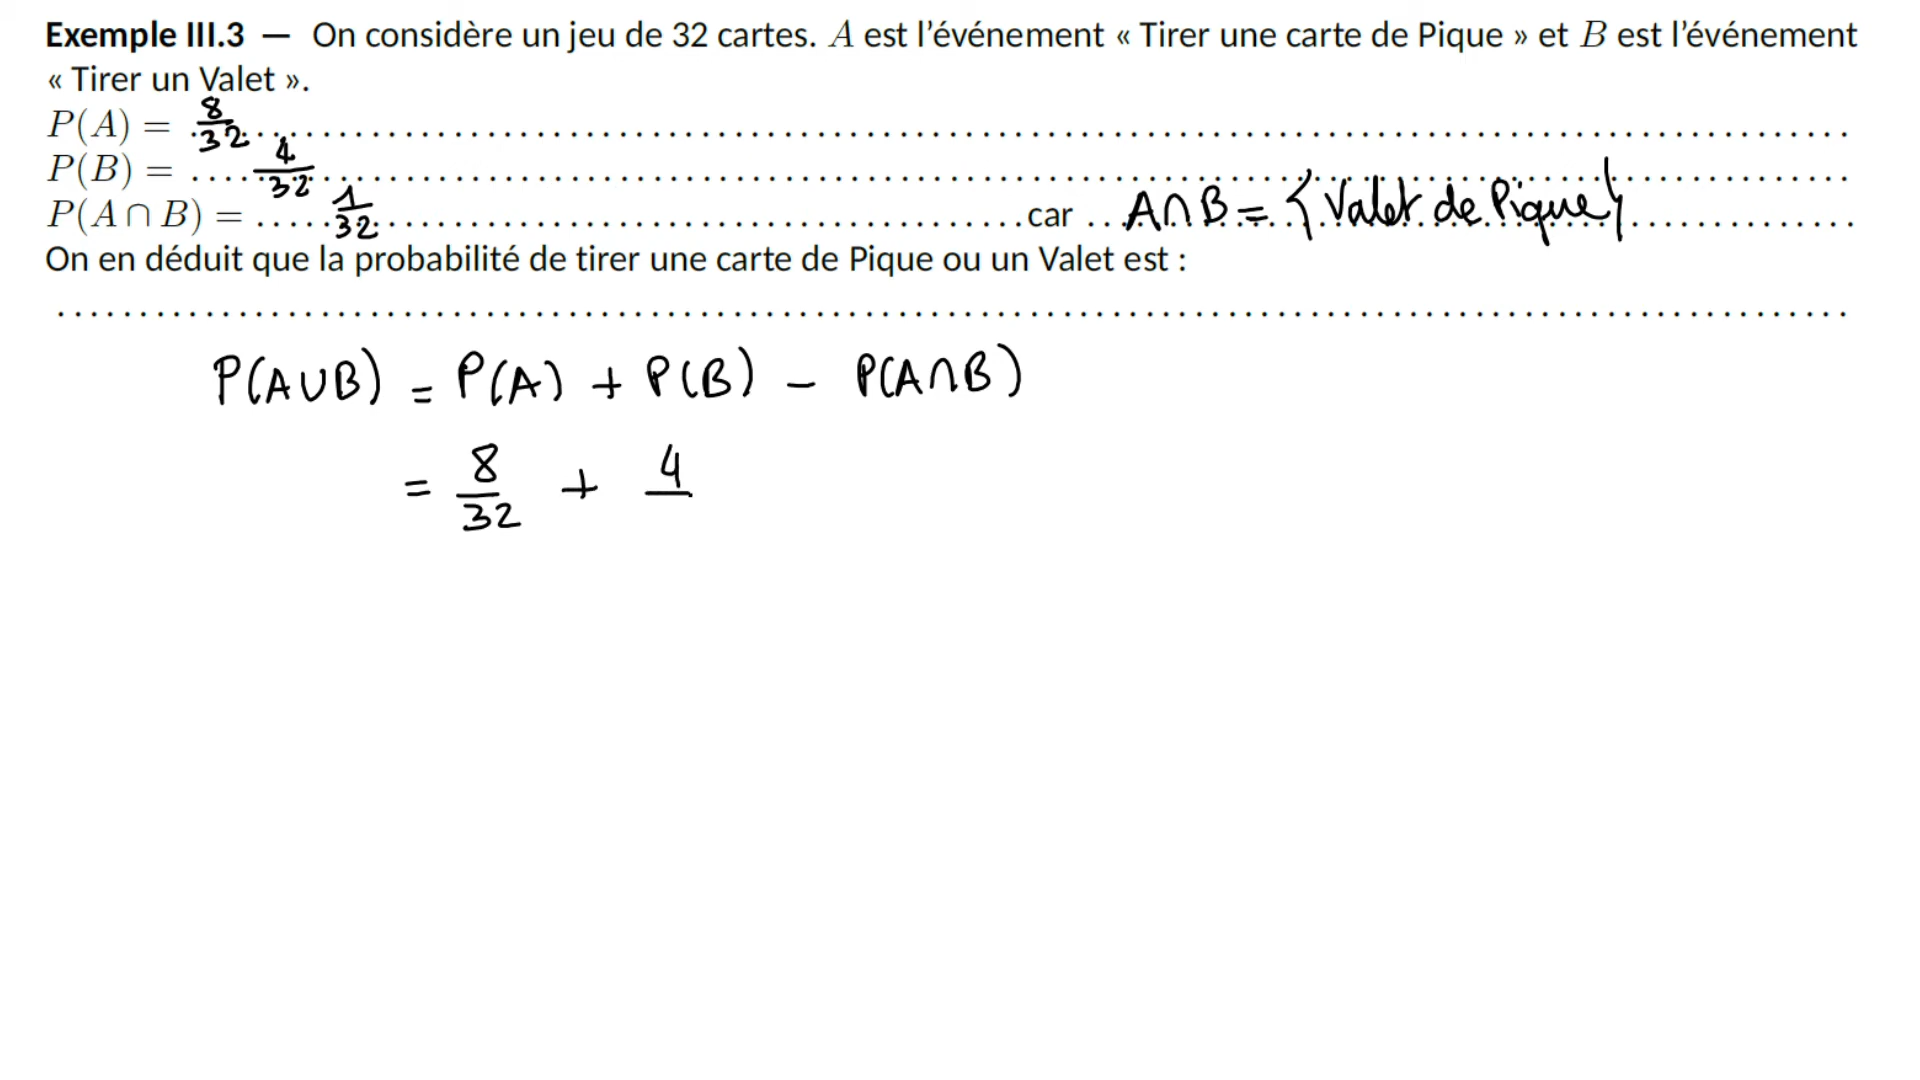 Exemple III.3 — On considère un jeu de 32 cartes. A est l'événement « Tirer une carte de Pique » et B est l'événement
« Tirer un Valet ».
P(A) = 8/32 ..........
P(B) = .... 4/32 ..........
P(A ∩ B) = ..... 1/32 .......... car ... A∩B = {Valet de Pique} ..........
On en déduit que la probabilité de tirer une carte de Pique ou un Valet est :
..........
P(A∪B) = P(A) + P(B) - P(A∩B)
= 8/32 + 4/